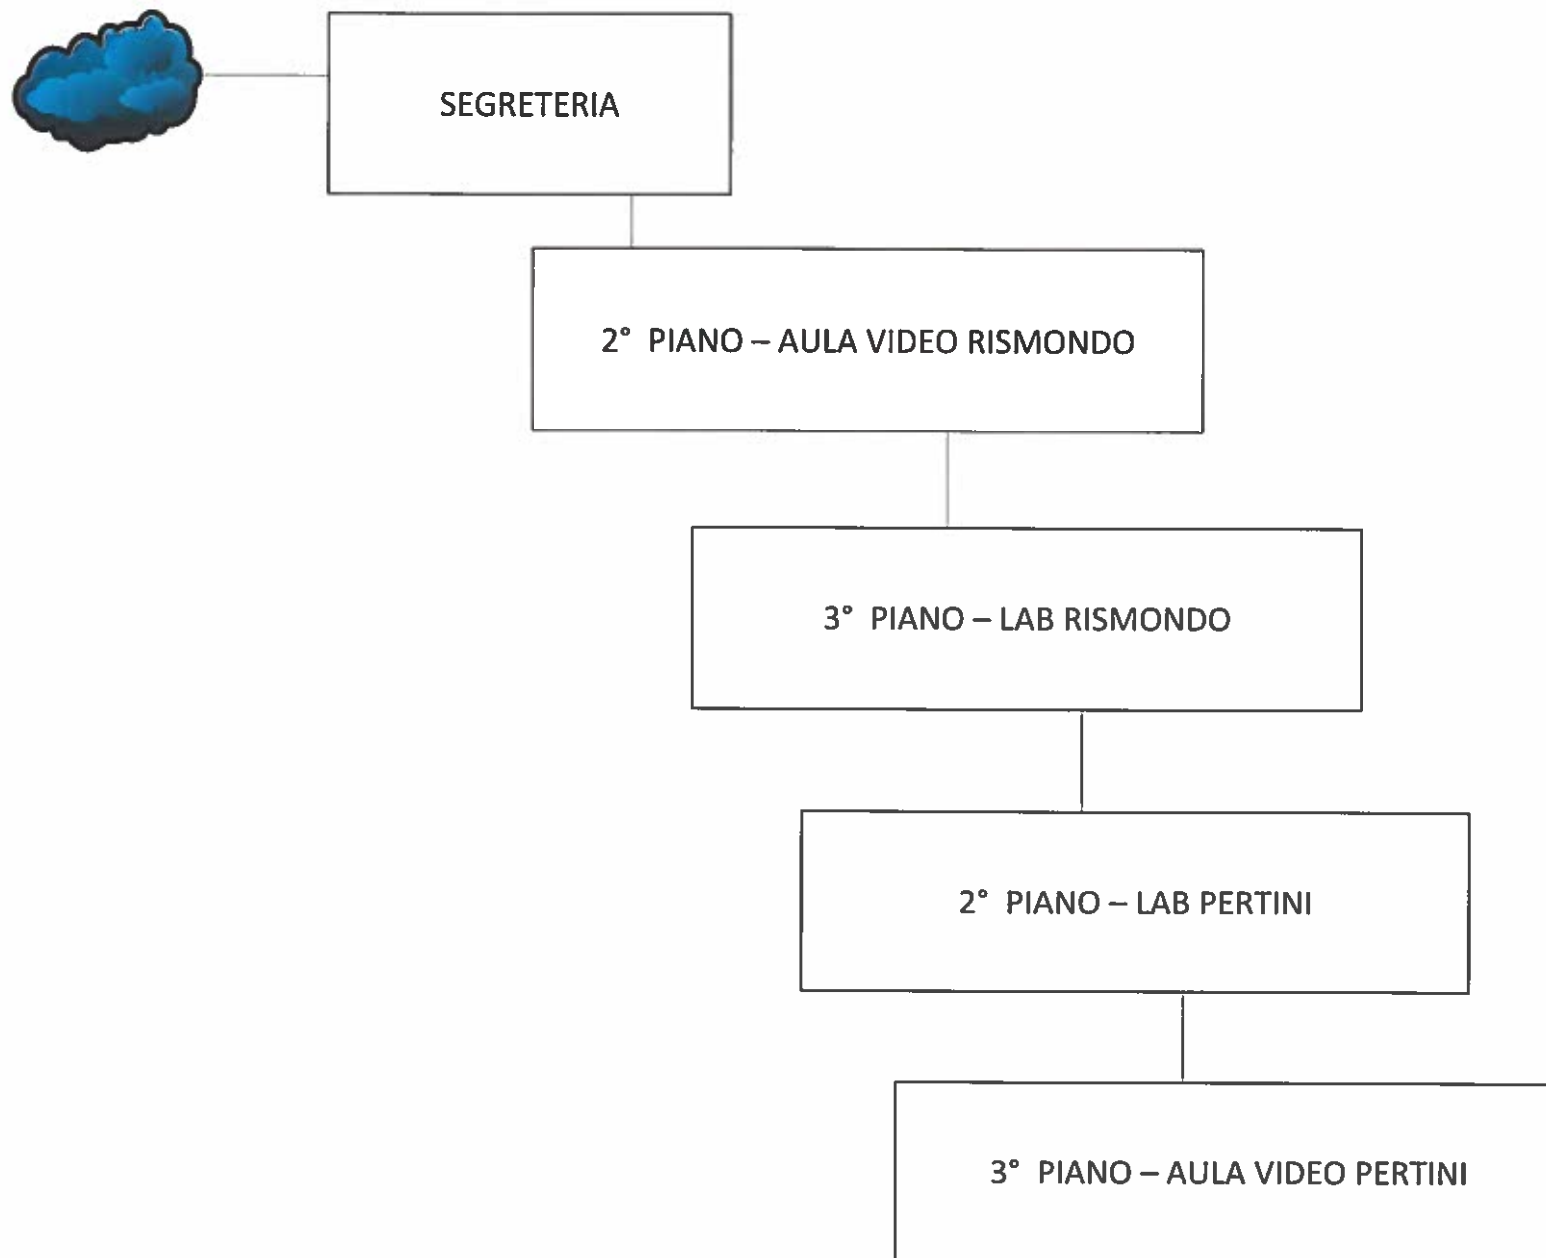 SEGRETERIA
2° PIANO – AULA VIDEO RISMONDO
3° PIANO – LAB RISMONDO
2° PIANO – LAB PERTINI
3° PIANO – AULA VIDEO PERTINI